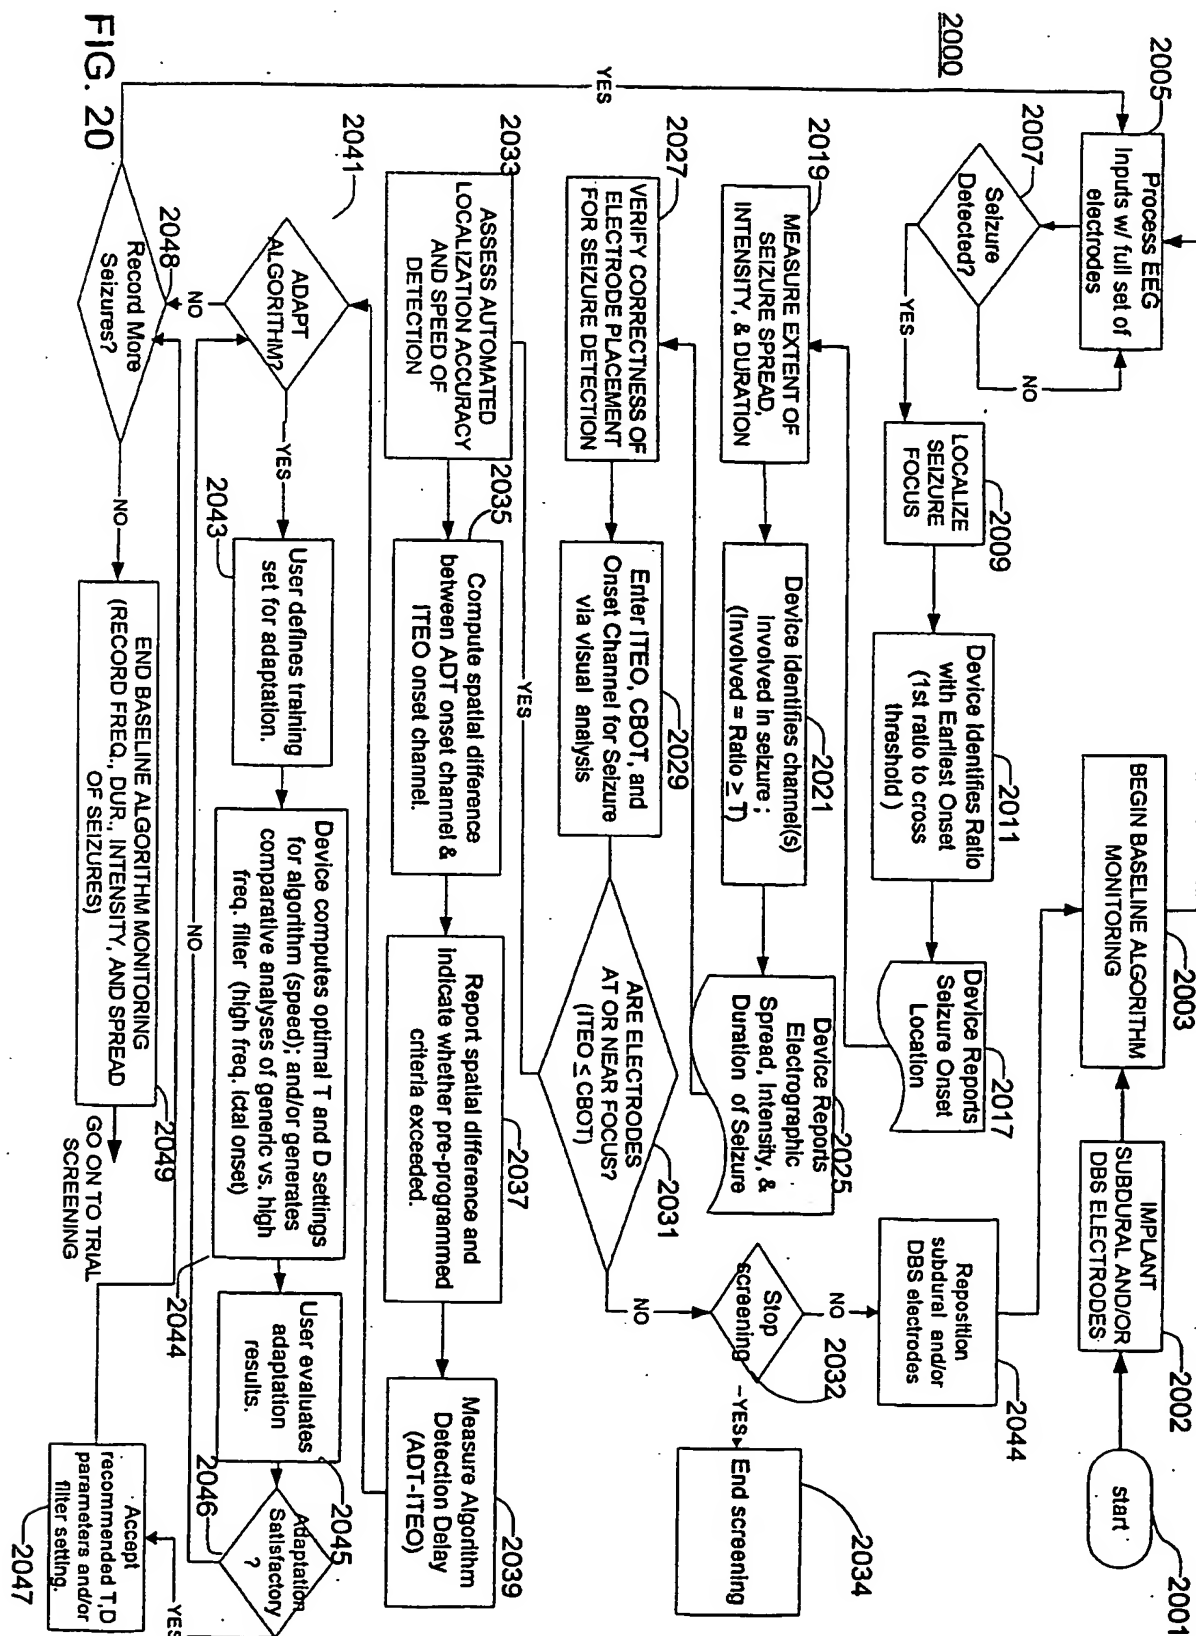 2000
start
2001
IMPLANT
SUBDURAL AND/OR
DBS ELECTRODES
2002
BEGIN BASELINE ALGORITHM
MONITORING
2003
2005
Process EEG
Inputs w/ full set of
electrodes
2007
Seizure
Detected?
NO
YES
LOCALIZE
SEIZURE
FOCUS
2009
Device Identifies Ratio
with Earliest Onset
(1st ratio to cross
threshold )
2011
Device Reports
Seizure Onset
Location
2017
2019
MEASURE EXTENT OF
SEIZURE SPREAD,
INTENSITY, & DURATION
Device identifies channel(s)
involved in seizure ;
(Involved = Ratio ≥ T)
2021
Device Reports
Electrographic
Spread, Intensity, &
Duration of Seizure
2025
2027
VERIFY CORRECTNESS OF
ELECTRODE PLACEMENT
FOR SEIZURE DETECTION
Enter ITEO, CBOT, and
Onset Channel for Seizure
via visual analysis
2029
ARE ELECTRODES
AT OR NEAR FOCUS?
(ITEO ≤ CBOT)
2031
NO
Stop
screening
2032
NO
Reposition
subdural and/or
DBS electrodes
2044
YES
End screening
2034
YES
2033
ASSESS AUTOMATED
LOCALIZATION ACCURACY
AND SPEED OF
DETECTION
2035
Compute spatial difference
between ADT onset channel &
ITEO onset channel.
Report spatial difference and
indicate whether pre-programmed
criteria exceeded.
2037
Measure Algorithm
Detection Delay
(ADT-ITEO)
2039
2041
ADAPT
ALGORITHM?
YES
NO
User defines training
set for adaptation.
2043
Device computes optimal T and D settings
for algorithm (speed); and/or generates
comparative analyses of generic vs. high
freq. filter (high freq. ictal onset)
2044
User evaluates
adaptation
results.
2045
Adaptation
Satisfactory
?
2046
NO
YES
Accept
recommended T,D
parameters and/or
filter setting.
2047
2048
Record More
Seizures?
YES
NO
END BASELINE ALGORITHM MONITORING
(RECORD FREQ., DUR., INTENSITY, AND SPREAD
OF SEIZURES)
2049
GO ON TO TRIAL
SCREENING
FIG. 20